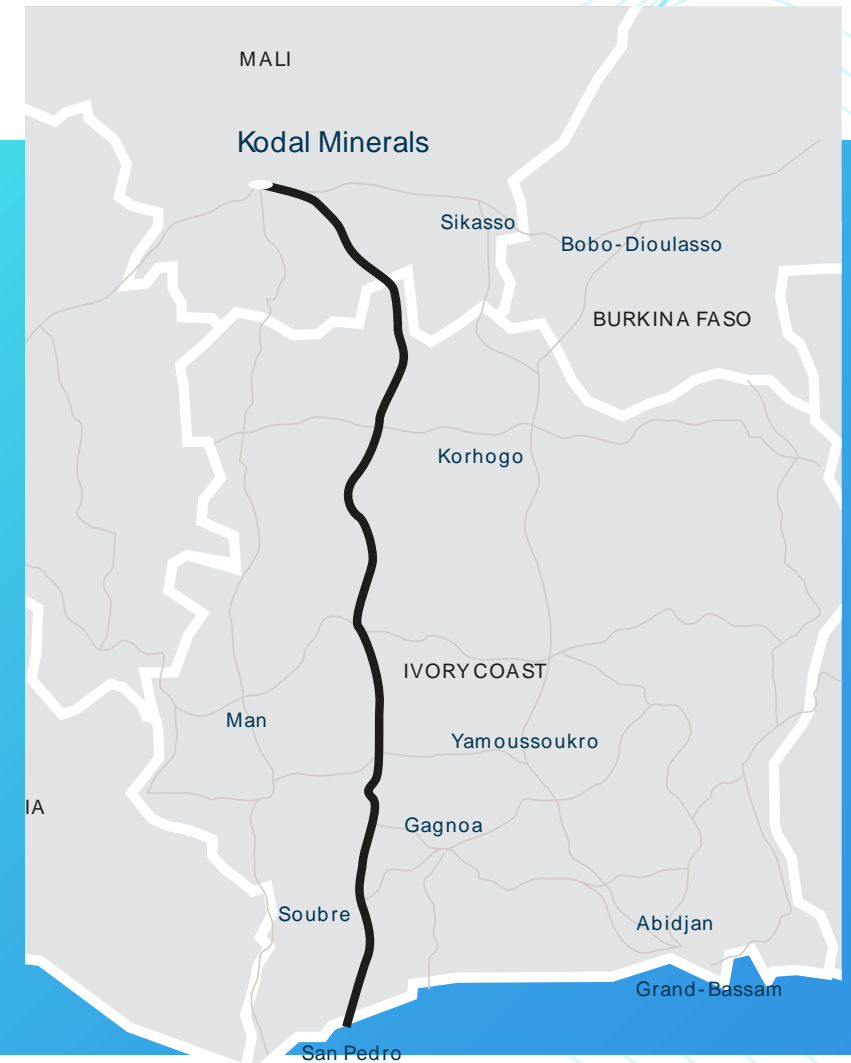 MALI
Kodal Minerals
Sikasso
Bobo-Dioulasso
BURKINA FASO
Korhogo
IVORY COAST
Man
Yamoussoukro
IA
Gagnoa
Soubre
Abidjan
Grand-Bassam
San Pedro